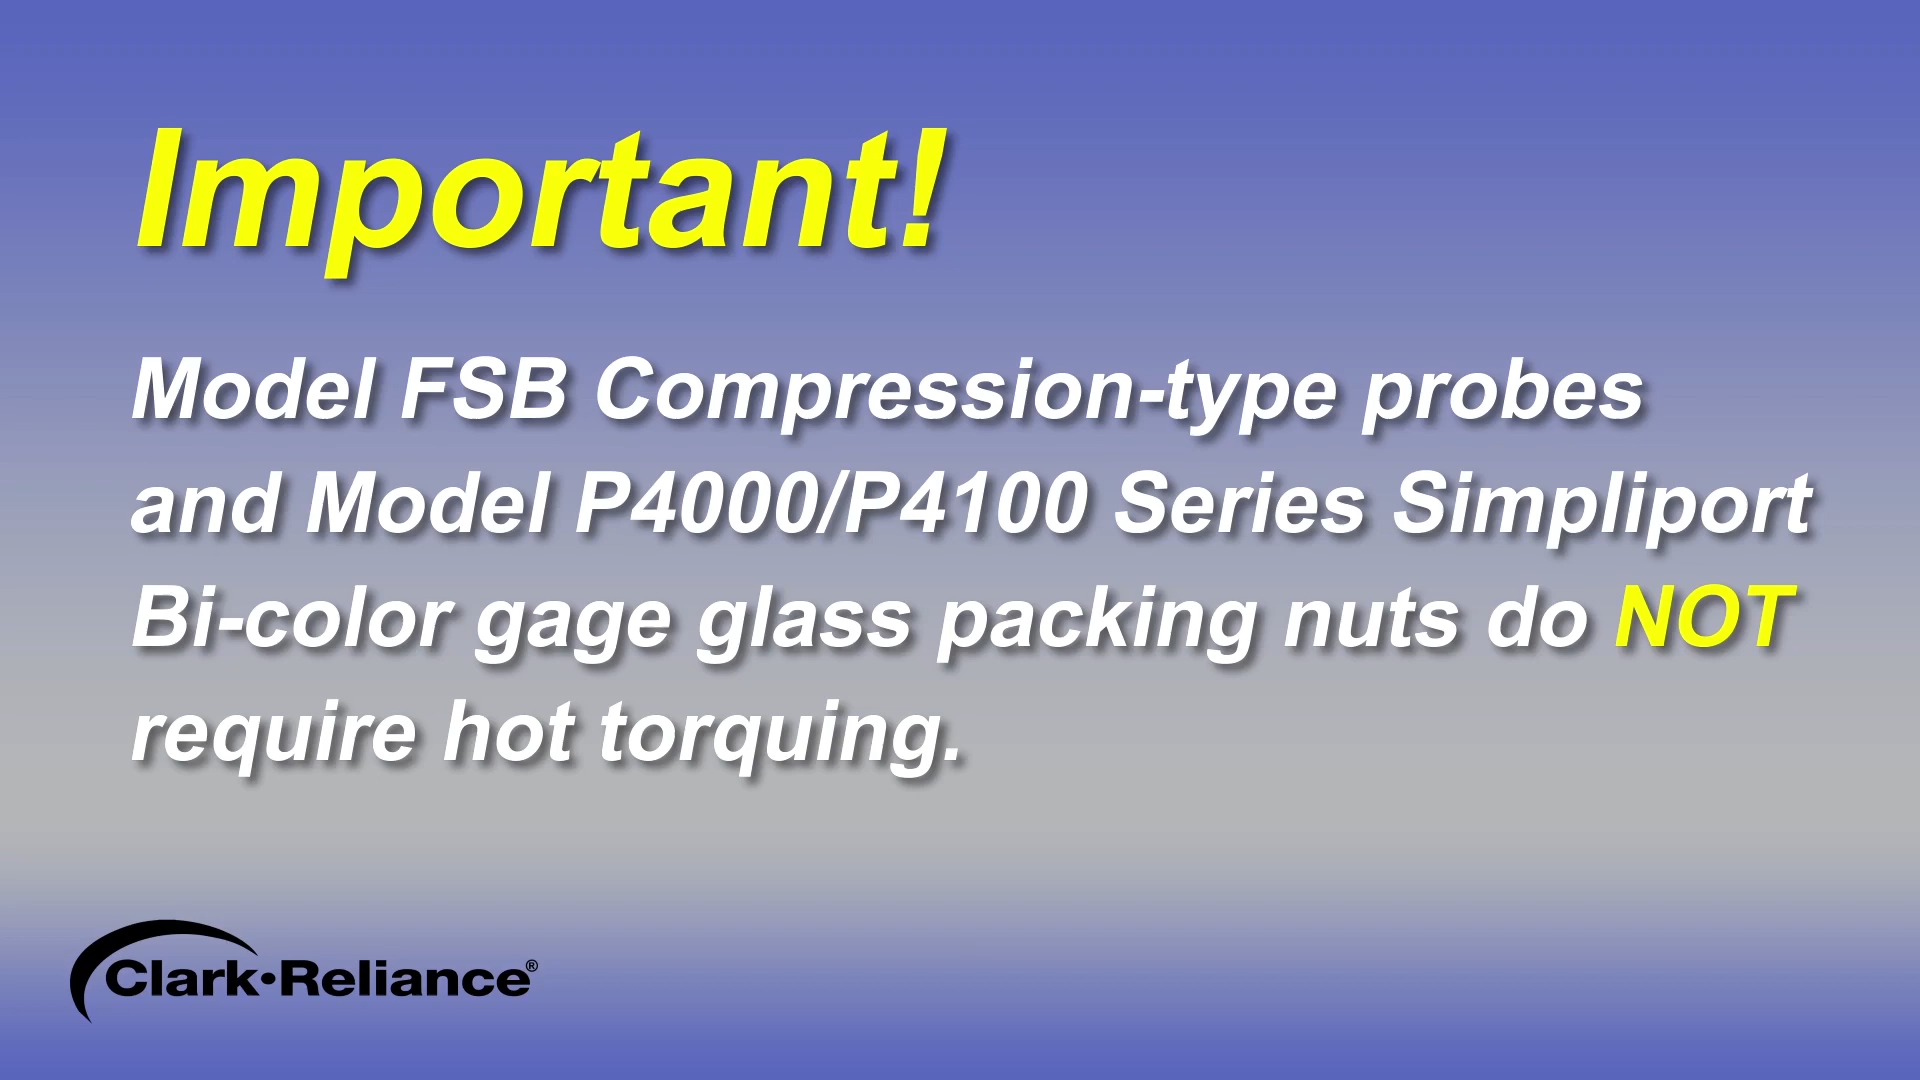 Important!
Model FSB Compression-type probes
and Model P4000/P4100 Series Simpliport
Bi-color gage glass packing nuts do NOT
require hot torquing.
Clark·Reliance®